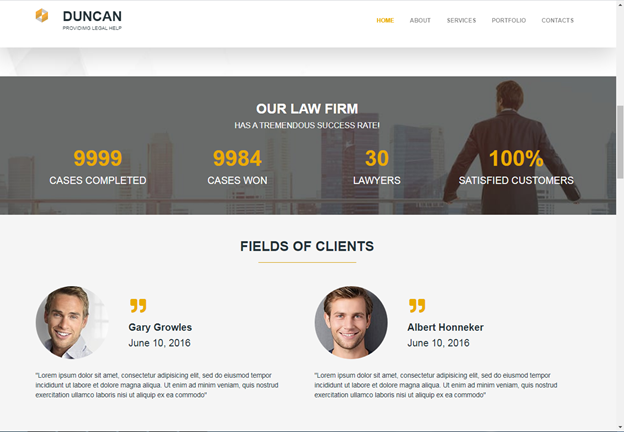 DUNCAN
PROVIDIMG LEGAL HELP
HOME ABOUT SERVICES PORTFOLIO CONTACTS
OUR LAW FIRM
HAS A TREMENDOUS SUCCESS RATE!
9999 9984 30 100%
CASES COMPLETED CASES WON LAWYERS SATISFIED CUSTOMERS
FIELDS OF CLIENTS
Gary Growles
June 10, 2016
"Lorem ipsum dolor sit amet, consectetur adipisicing elit, sed do eiusmod tempor
incididunt ut labore et dolore magna aliqua. Ut enim ad minim veniam, quis nostrud
exercitation ullamco laboris nisi ut aliquip ex ea commodo"
Albert Honneker
June 10, 2016
"Lorem ipsum dolor sit amet, consectetur adipisicing elit, sed do eiusmod tempor
incididunt ut labore et dolore magna aliqua. Ut enim ad minim veniam, quis nostrud
exercitation ullamco laboris nisi ut aliquip ex ea commodo"